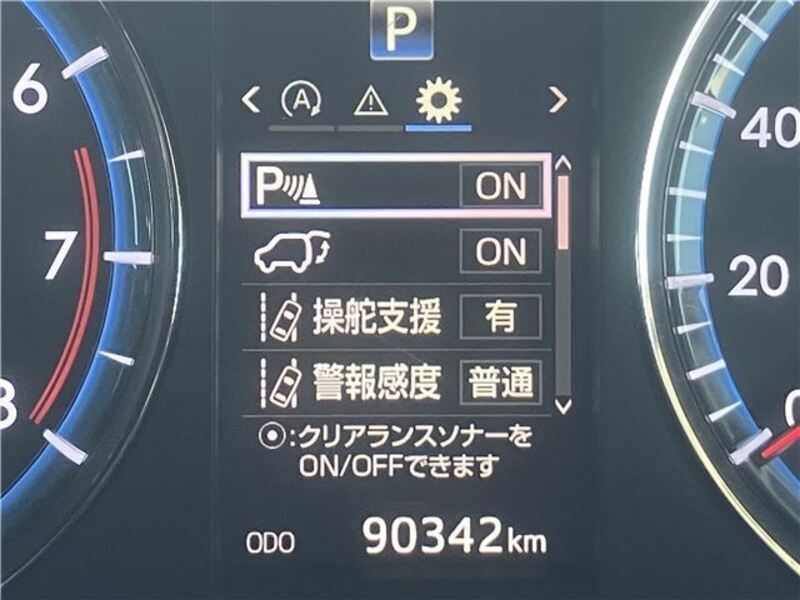 P
6
7
8
A
P ON
ON
操舵支援 有
警報感度 普通
⦿:クリアランスソナーを
ON/OFFできます
ODO 90342km
40
20
0